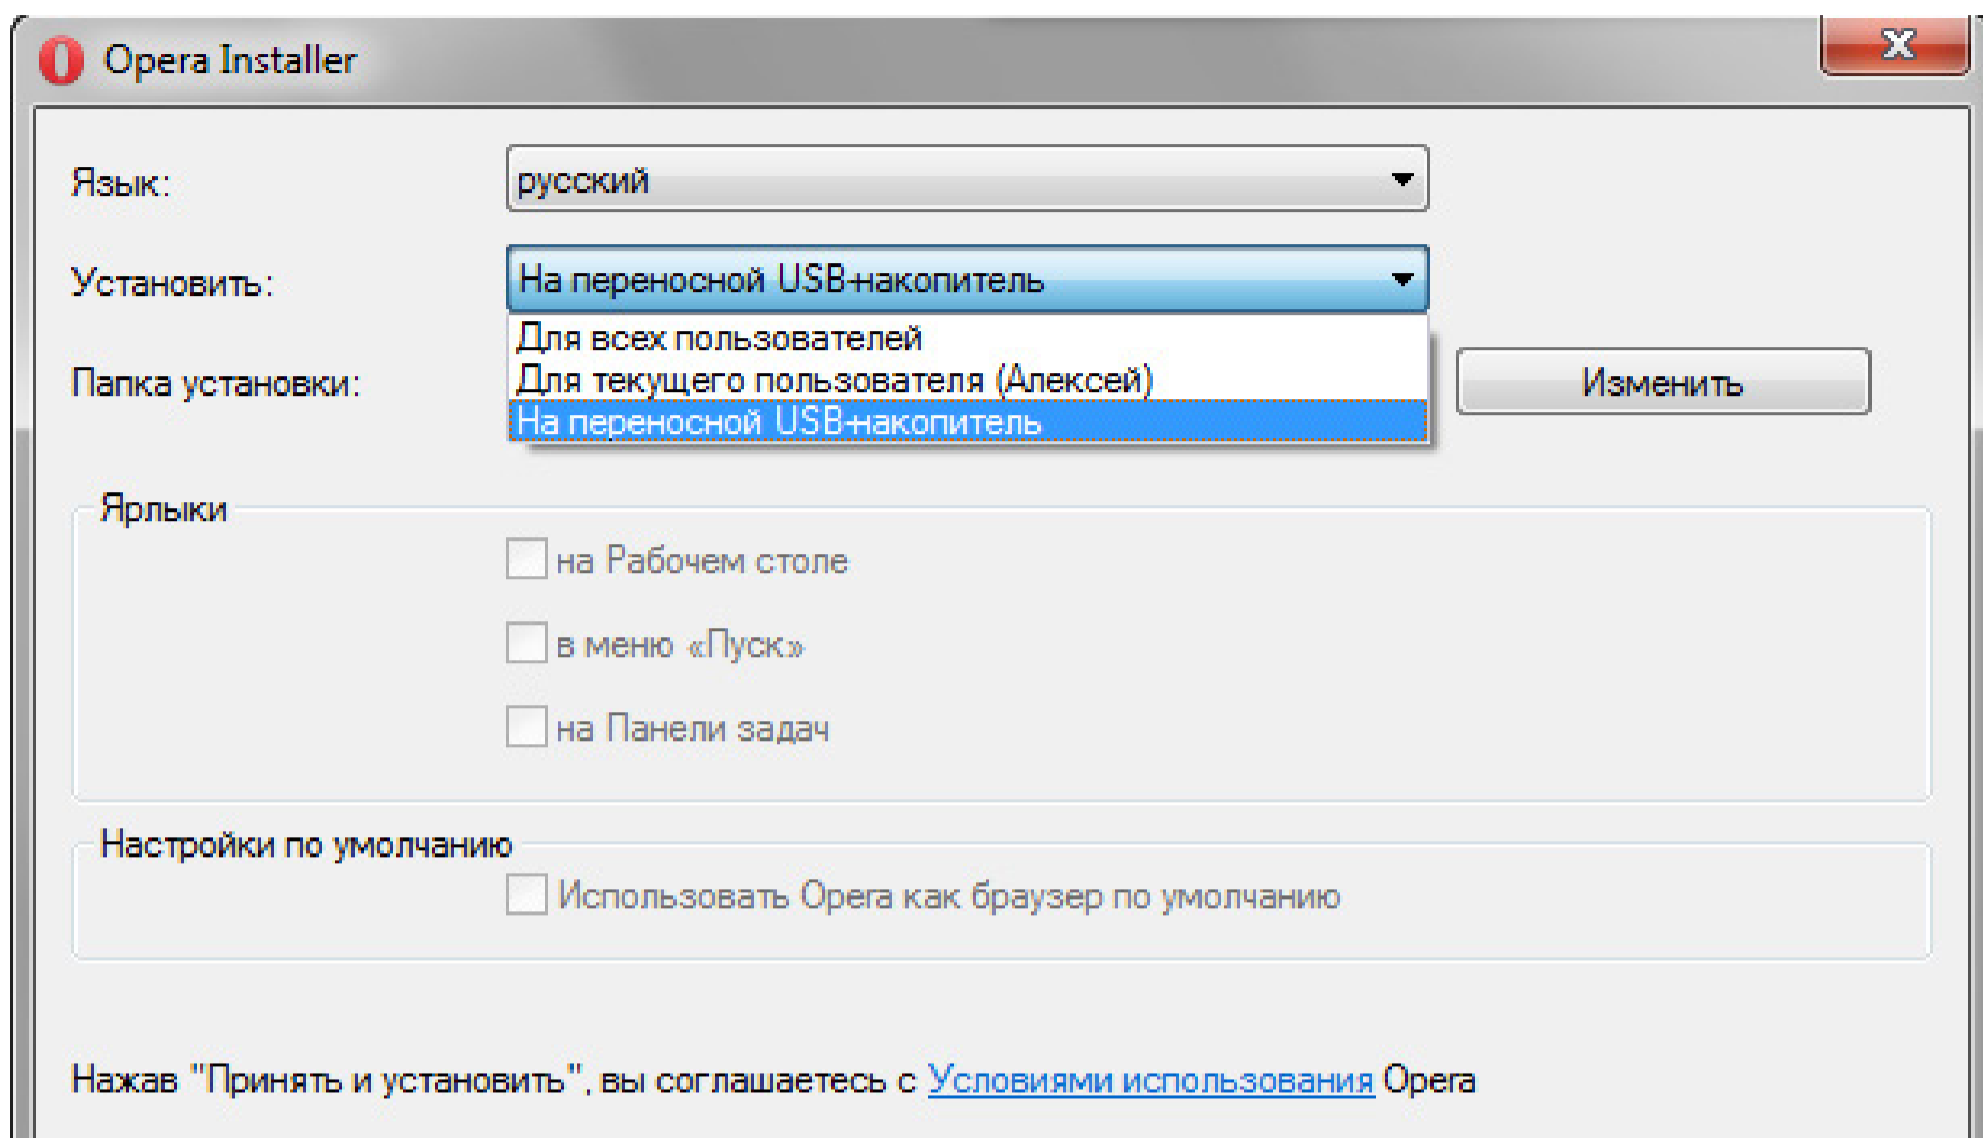 Opera Installer
Язык:
русский
Установить:
На переносной USB-накопитель
Для всех пользователей
Для текущего пользователя (Алексей)
На переносной USB-накопитель
Папка установки:
Изменить
Ярлыки
на Рабочем столе
в меню «Пуск»
на Панели задач
Настройки по умолчанию
Использовать Opera как браузер по умолчанию
Нажав "Принять и установить", вы соглашаетесь с Условиями использования Opera